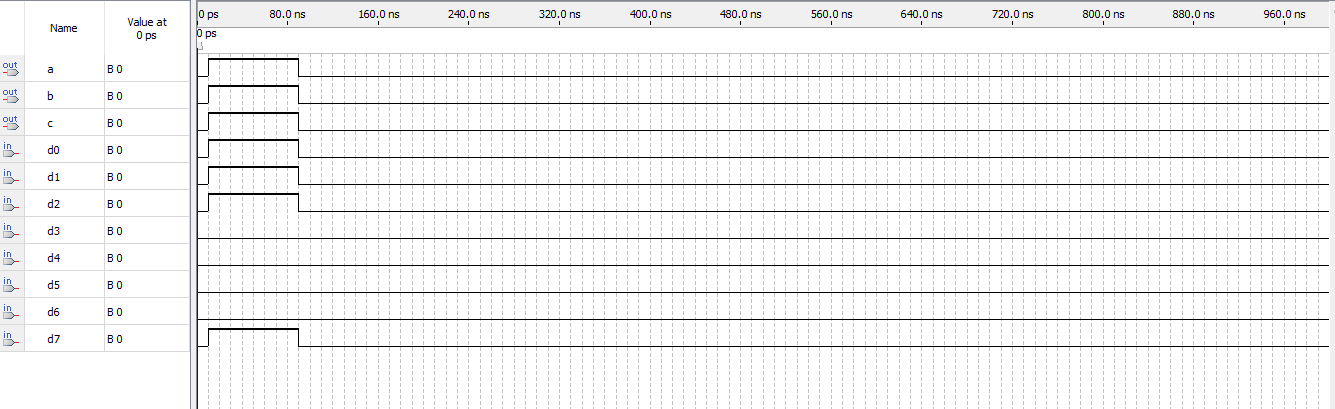 Name Value at 0 ps 0 ps 80.0 ns 160.0 ns 240.0 ns 320.0 ns 400.0 ns 480.0 ns 560.0 ns 640.0 ns 720.0 ns 800.0 ns 880.0 ns 960.0 ns
0 ps
out a B 0
out b B 0
out c B 0
in d0 B 0
in d1 B 0
in d2 B 0
in d3 B 0
in d4 B 0
in d5 B 0
in d6 B 0
in d7 B 0